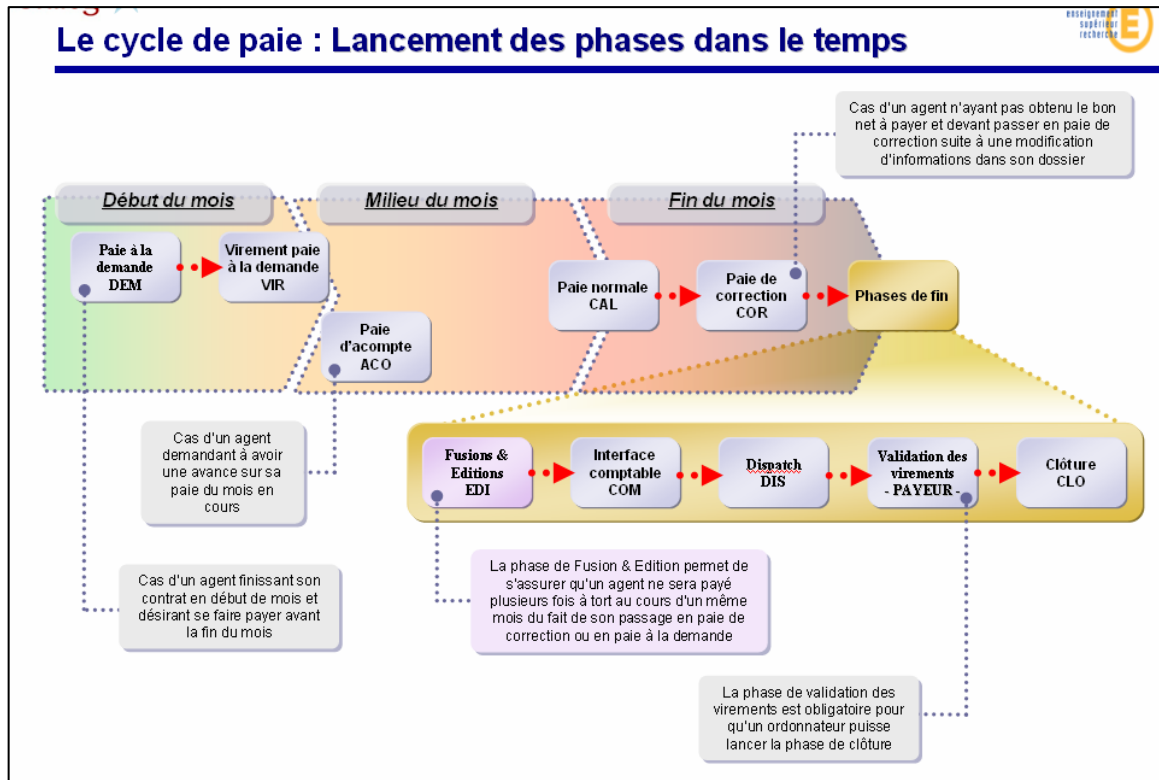 enseignement
supérieur
recherche
Le cycle de paie : Lancement des phases dans le temps
Cas d'un agent n'ayant pas obtenu le bon
net à payer et devant passer en paie de
correction suite à une modification
d'informations dans son dossier
Début du mois
Milieu du mois
Fin du mois
Paie à la
demande
DEM
Virement paie
à la demande
VIR
Paie
d'acompte
ACO
Paie normale
CAL
Paie de
correction
COR
Phases de fin
Cas d'un agent
demandant à avoir
une avance sur sa
paie du mois en
cours
Fusions &
Editions
EDI
Interface
comptable
COM
Dispatch
DIS
Validation des
virements
- PAYEUR -
Clôture
CLO
Cas d'un agent finissant son
contrat en début de mois et
désirant se faire payer avant
la fin du mois
La phase de Fusion & Edition permet de
s'assurer qu'un agent ne sera payé
plusieurs fois à tort au cours d'un même
mois du fait de son passage en paie de
correction ou en paie à la demande
La phase de validation des
virements est obligatoire pour
qu'un ordonnateur puisse
lancer la phase de clôture